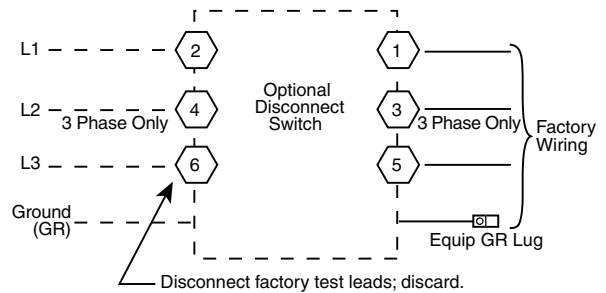 L1
2
1
Optional
Disconnect
Switch
L2
3 Phase Only
4
3
3 Phase Only
Factory
Wiring
L3
6
5
Ground
(GR)
Equip GR Lug
Disconnect factory test leads; discard.